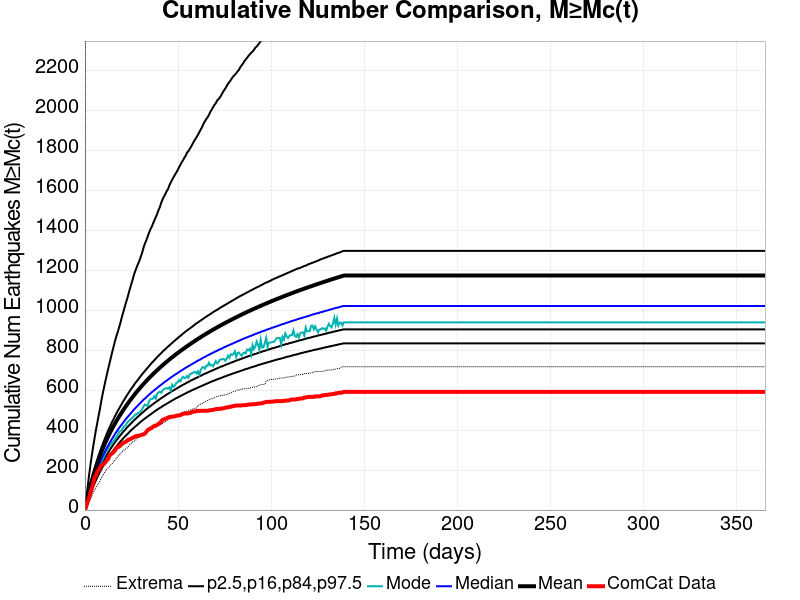 Cumulative Number Comparison, M≥Mc(t)
Cumulative Num Earthquakes M≥Mc(t)
2200
2000
1800
1600
1400
1200
1000
800
600
400
200
0
0 50 100 150 200 250 300 350
Time (days)
Extrema p2.5,p16,p84,p97.5 Mode Median Mean ComCat Data